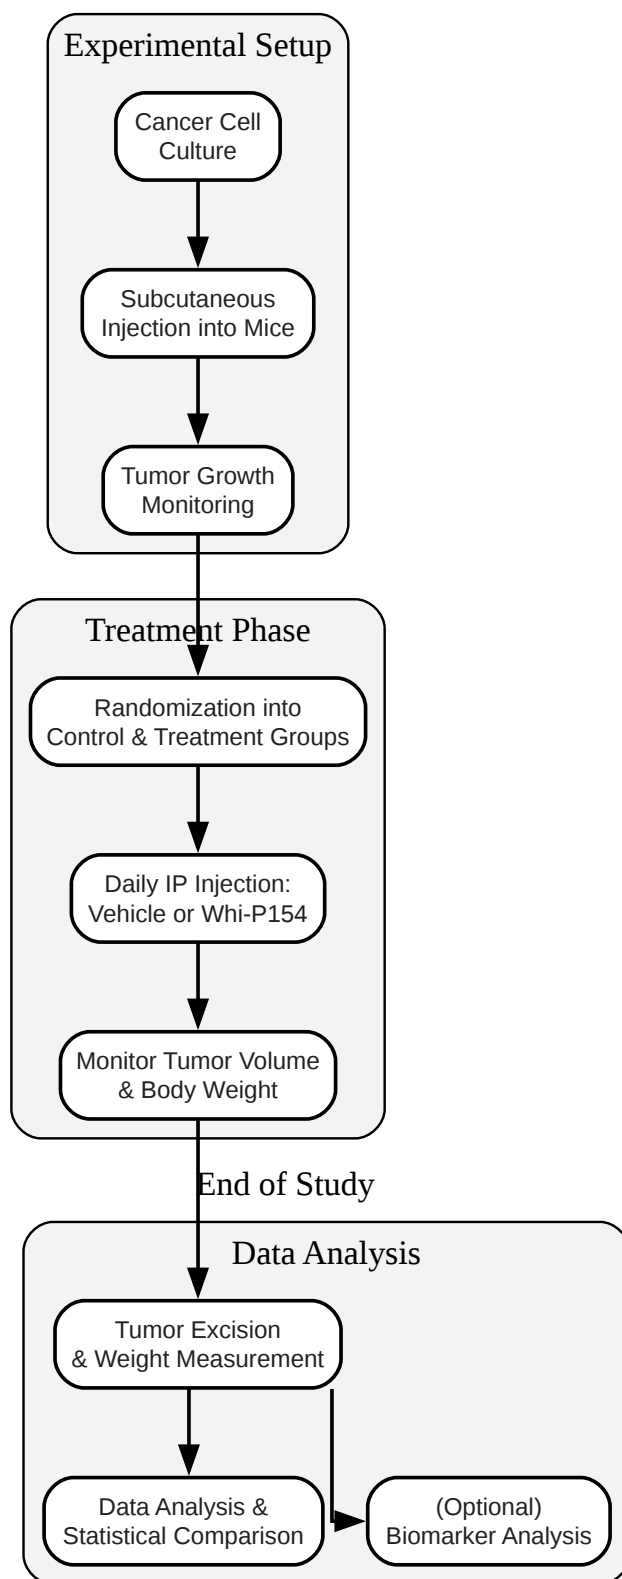 Experimental Setup
Cancer Cell
Culture
Subcutaneous
Injection into Mice
Tumor Growth
Monitoring
Treatment Phase
Randomization into
Control & Treatment Groups
Daily IP Injection:
Vehicle or Whi-P154
Monitor Tumor Volume
& Body Weight
End of Study
Data Analysis
Tumor Excision
& Weight Measurement
Data Analysis &
Statistical Comparison
(Optional)
Biomarker Analysis